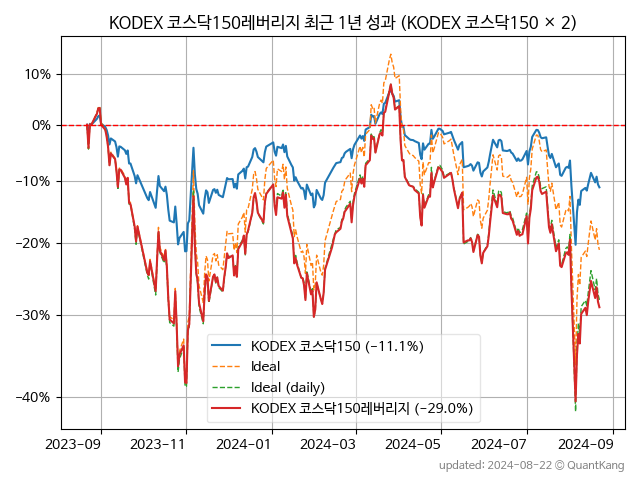 KODEX 코스닥150레버리지 최근 1년 성과 (KODEX 코스닥150 × 2)
10%
0%
−10%
−20%
−30%
−40%
KODEX 코스닥150 (−11.1%)
Ideal
Ideal (daily)
KODEX 코스닥150레버리지 (−29.0%)
2023−09 2023−11 2024−01 2024−03 2024−05 2024−07 2024−09
updated: 2024-08-22 © QuantKang